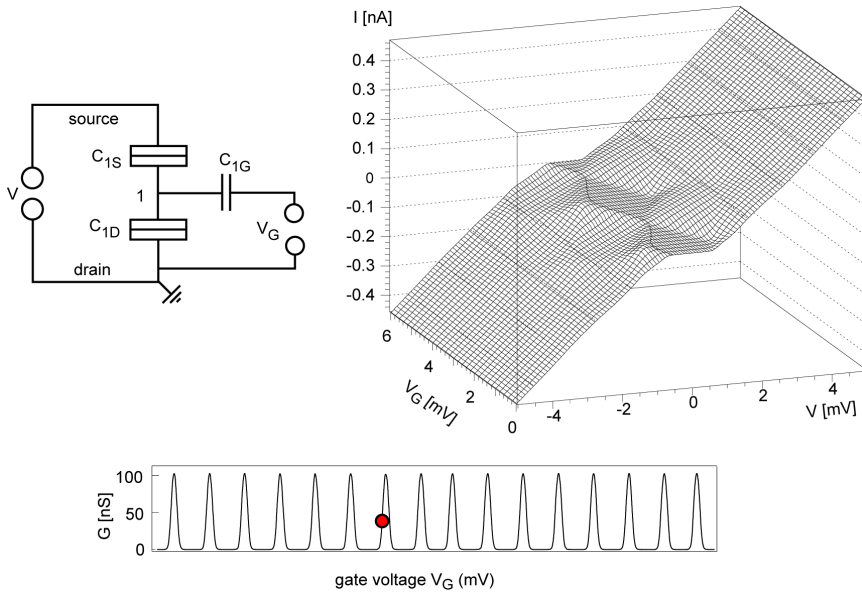 source
C1S
C1G
V
1
C1D
VG
drain
I [nA]
0.4
0.3
0.2
0.1
0
-0.1
-0.2
-0.3
-0.4
6
4
2
0
VG [mV]
-4
-2
0
2
4
V [mV]
G [nS]
100
50
0
gate voltage VG (mV)